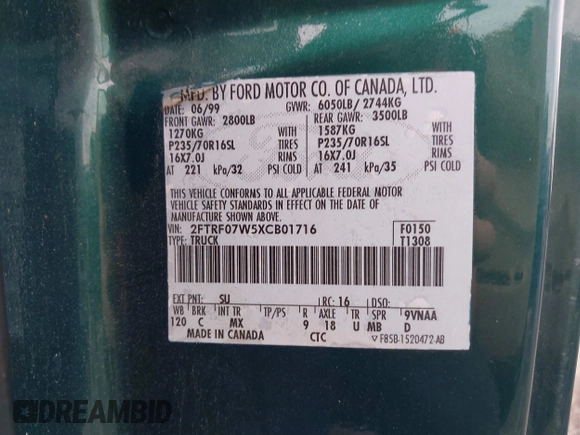 MFD. BY FORD MOTOR CO. OF CANADA, LTD.
DATE: 06/99 GVWR: 6050LB/ 2744KG
FRONT GAWR: 2800LB REAR GAWR: 3500LB
1270KG WITH 1587KG WITH
P235/70R16SL TIRES P235/70R16SL TIRES
16X7.0J RIMS 16X7.0J RIMS
AT 221 kPa/32 PSI COLD AT 241 kPa/35 PSI COLD
THIS VEHICLE CONFORMS TO ALL APPLICABLE FEDERAL MOTOR
VEHICLE SAFETY STANDARDS IN EFFECT ON THE DATE OF
MANUFACTURE SHOWN ABOVE.
VIN: 2FTRF07W5XCB01716 F0150
TYPE: TRUCK T1308
EXT PNT: SU RC: 16 DSO:
WB BRK INT TR TP/PS R AXLE TR SPR 9VNAA
120 C MX 9 18 U MB D
MADE IN CANADA CTC F85B-1520472-AB
DREAMBID